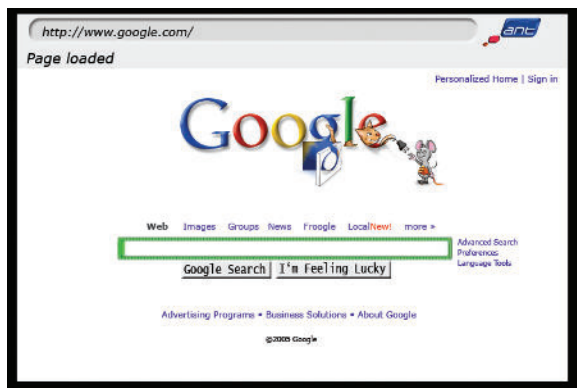 http://www.google.com/
ant
Page loaded
Personalized Home | Sign in
Google
Web Images Groups News Froogle LocalNew! more »
Advanced Search
Preferences
Language Tools
Google Search I'm Feeling Lucky
Advertising Programs • Business Solutions • About Google
©2005 Google